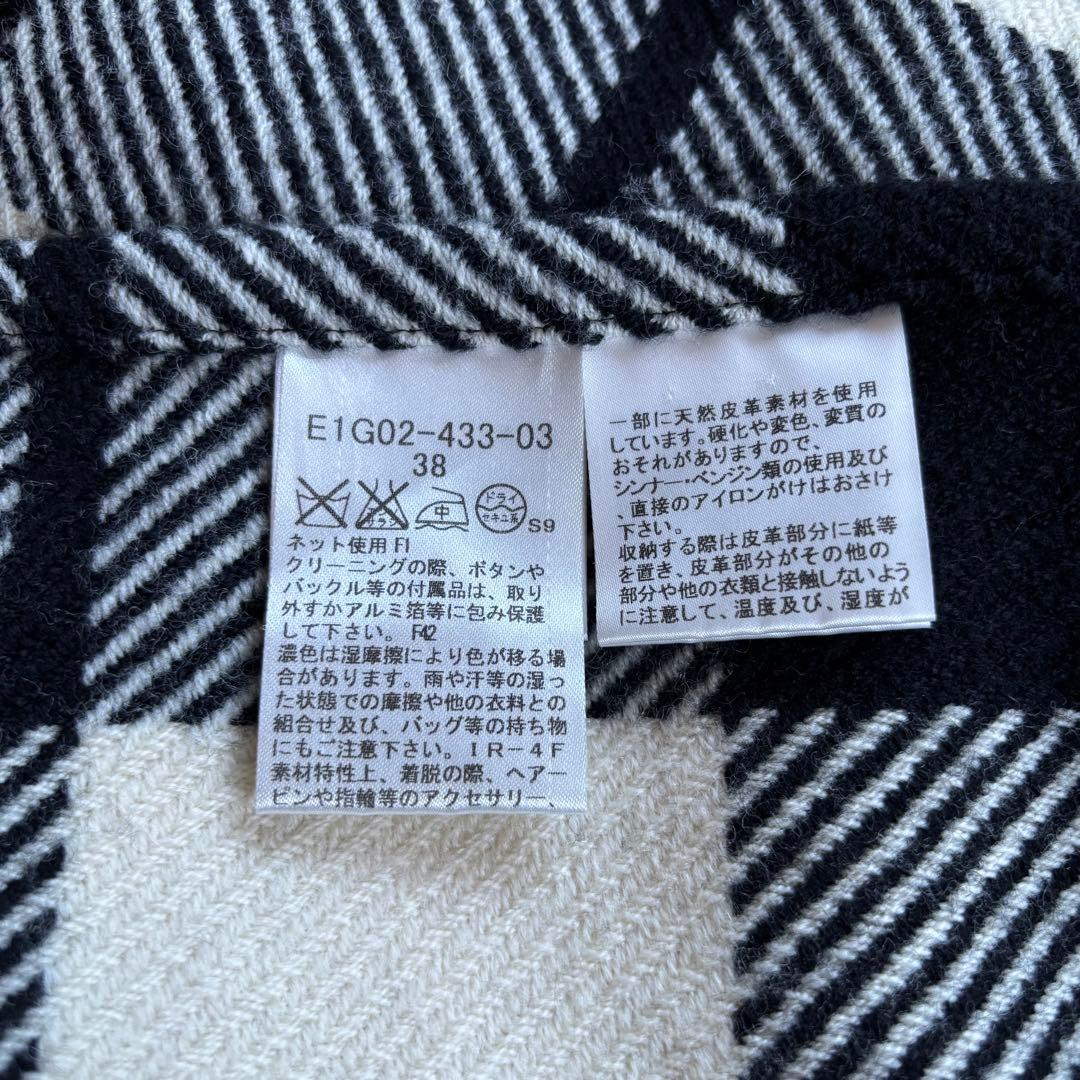 E1G02-433-03
38
エンソ
サラシ
中
ドライ
セキユ系
S9
ネット使用 FI
クリーニングの際、ボタンや
バックル等の付属品は、取り
外すかアルミ箔等に包み保護
して下さい。 F42
濃色は湿摩擦により色が移る場
合があります。雨や汗等の湿っ
た状態での摩擦や他の衣料との
組合せ及び、バッグ等の持ち物
にもご注意下さい。IR-4F
素材特性上、着脱の際、ヘアー
ピンや指輪等のアクセサリー、
一部に天然皮革素材を使用
しています。硬化や変色、変質の
おそれがありますので、
シンナー・ベンジン類の使用及び
、直接のアイロンがけはおさけ
下さい。
収納する際は皮革部分に紙等
を置き、皮革部分がその他の
部分や他の衣類と接触しないよう
に注意して、温度及び、湿度が